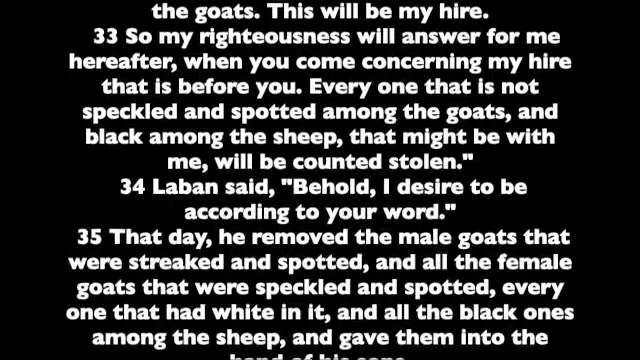 the goats. This will be my hire.
33 So my righteousness will answer for me
hereafter, when you come concerning my hire
that is before you. Every one that is not
speckled and spotted among the goats, and
black among the sheep, that might be with
me, will be counted stolen."
34 Laban said, "Behold, I desire to be
according to your word."
35 That day, he removed the male goats that
were streaked and spotted, and all the female
goats that were speckled and spotted, every
one that had white in it, and all the black ones
among the sheep, and gave them into the
hand of his sons